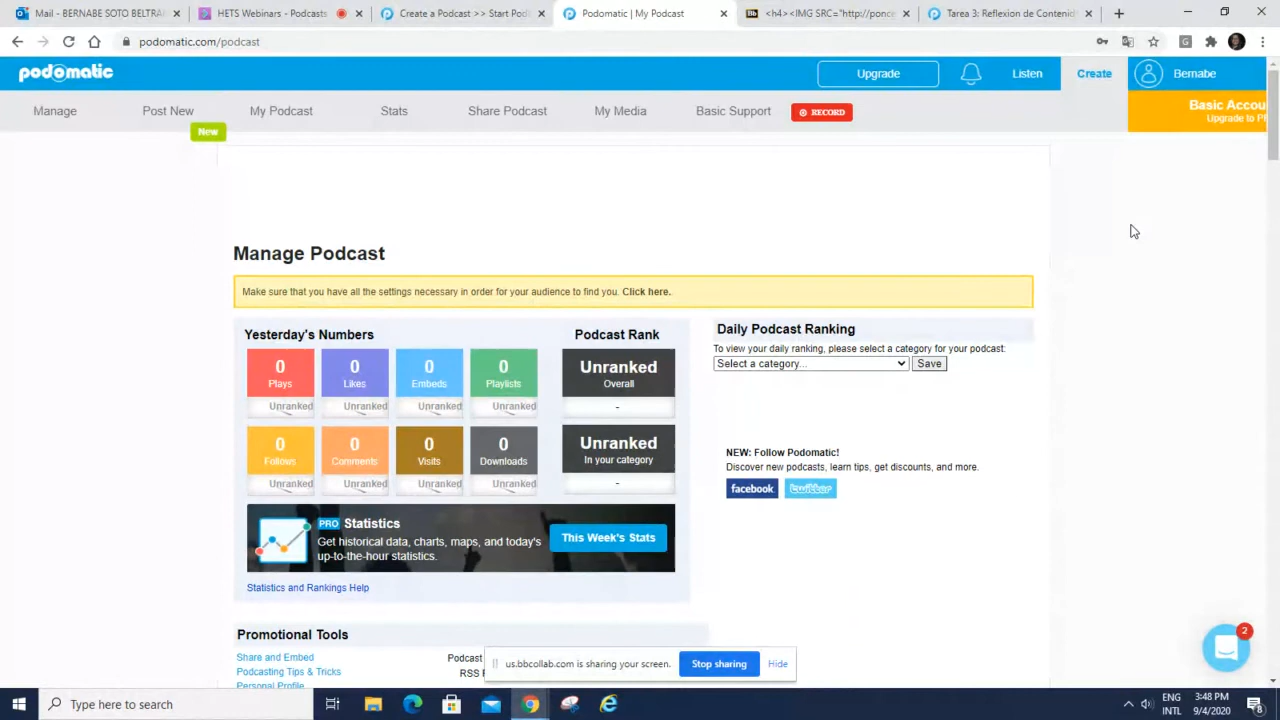 Mail - BERNABE SOTO BELTRA
HETS Webinars - Podcasts
Create a Podcast >> Start Pod
Podomatic | My Podcast
<h4><IMG SRC="http://ponce
Tarea 3: Reflexion de Contenid
podomatic.com/podcast
podomatic
Upgrade
Listen
Create
Bernabe
Manage
Post New
My Podcast
Stats
Share Podcast
My Media
Basic Support
RECORD
Basic Accou
Upgrade to PR
New
Manage Podcast
Make sure that you have all the settings necessary in order for your audience to find you. Click here.
Yesterday's Numbers
Podcast Rank
0 0 0 0
Plays Likes Embeds Playlists
Unranked Unranked Unranked Unranked
Unranked
Overall
-
0 0 0 0
Follows Comments Visits Downloads
Unranked Unranked Unranked Unranked
Unranked
In your category
-
Daily Podcast Ranking
To view your daily ranking, please select a category for your podcast:
Select a category...
Save
NEW: Follow Podomatic!
Discover new podcasts, learn tips, get discounts, and more.
facebook
twitter
PRO Statistics
Get historical data, charts, maps, and today's
up-to-the-hour statistics.
This Week's Stats
Statistics and Rankings Help
Promotional Tools
Share and Embed
Podcasting Tips & Tricks
Personal Profile
Podcast
RSS F
us.bbcollab.com is sharing your screen.
Stop sharing
Hide
2
Type here to search
ENG
INTL
3:48 PM
9/4/2020
8